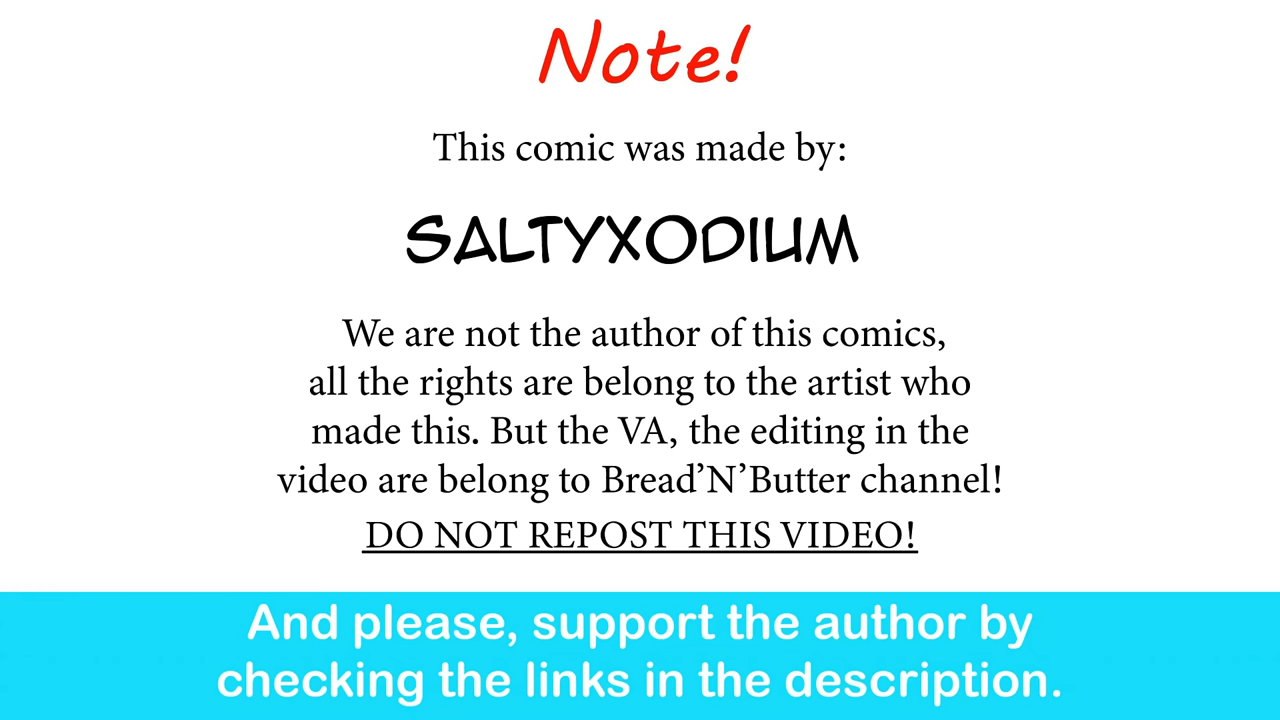 Note!
This comic was made by:
SALTYXODIUM
We are not the author of this comics,
all the rights are belong to the artist who
made this. But the VA, the editing in the
video are belong to Bread’N’Butter channel!
DO NOT REPOST THIS VIDEO!
And please, support the author by
checking the links in the description.